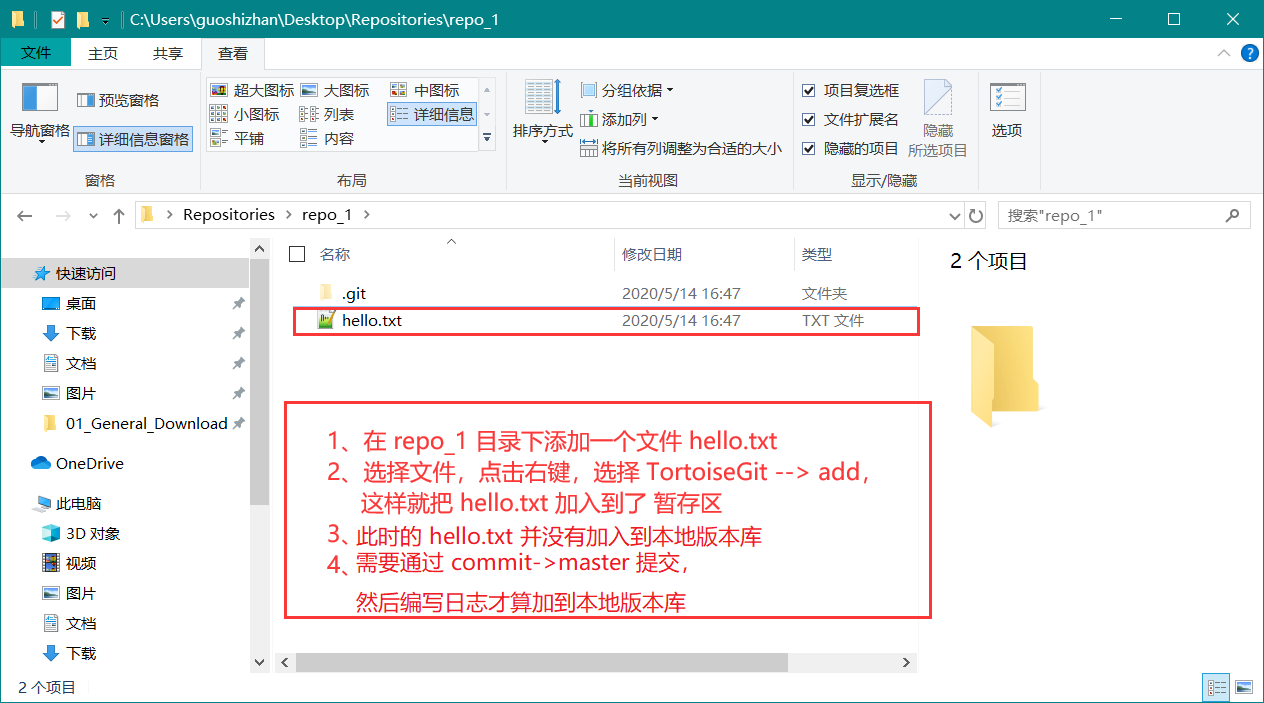 C:\Users\guoshizhan\Desktop\Repositories\repo_1
文件 主页 共享 查看
导航窗格
预览窗格
详细信息窗格
窗格
超大图标 大图标 中图标
小图标 列表 详细信息
平铺 内容
布局
排序方式
分组依据
添加列
将所有列调整为合适的大小
当前视图
项目复选框
文件扩展名
隐藏的项目
隐藏
所选项目
显示/隐藏
选项
Repositories repo_1
搜索"repo_1"
快速访问
桌面
下载
文档
图片
01_General_Download
OneDrive
此电脑
3D 对象
视频
图片
文档
下载
名称 修改日期 类型
.git 2020/5/14 16:47 文件夹
hello.txt 2020/5/14 16:47 TXT 文件
1、在 repo_1 目录下添加一个文件 hello.txt
2、选择文件，点击右键，选择 TortoiseGit --> add，
这样就把 hello.txt 加入到了 暂存区
3、此时的 hello.txt 并没有加入到本地版本库
4、需要通过 commit->master 提交，
然后编写日志才算加到本地版本库
2 个项目
2 个项目